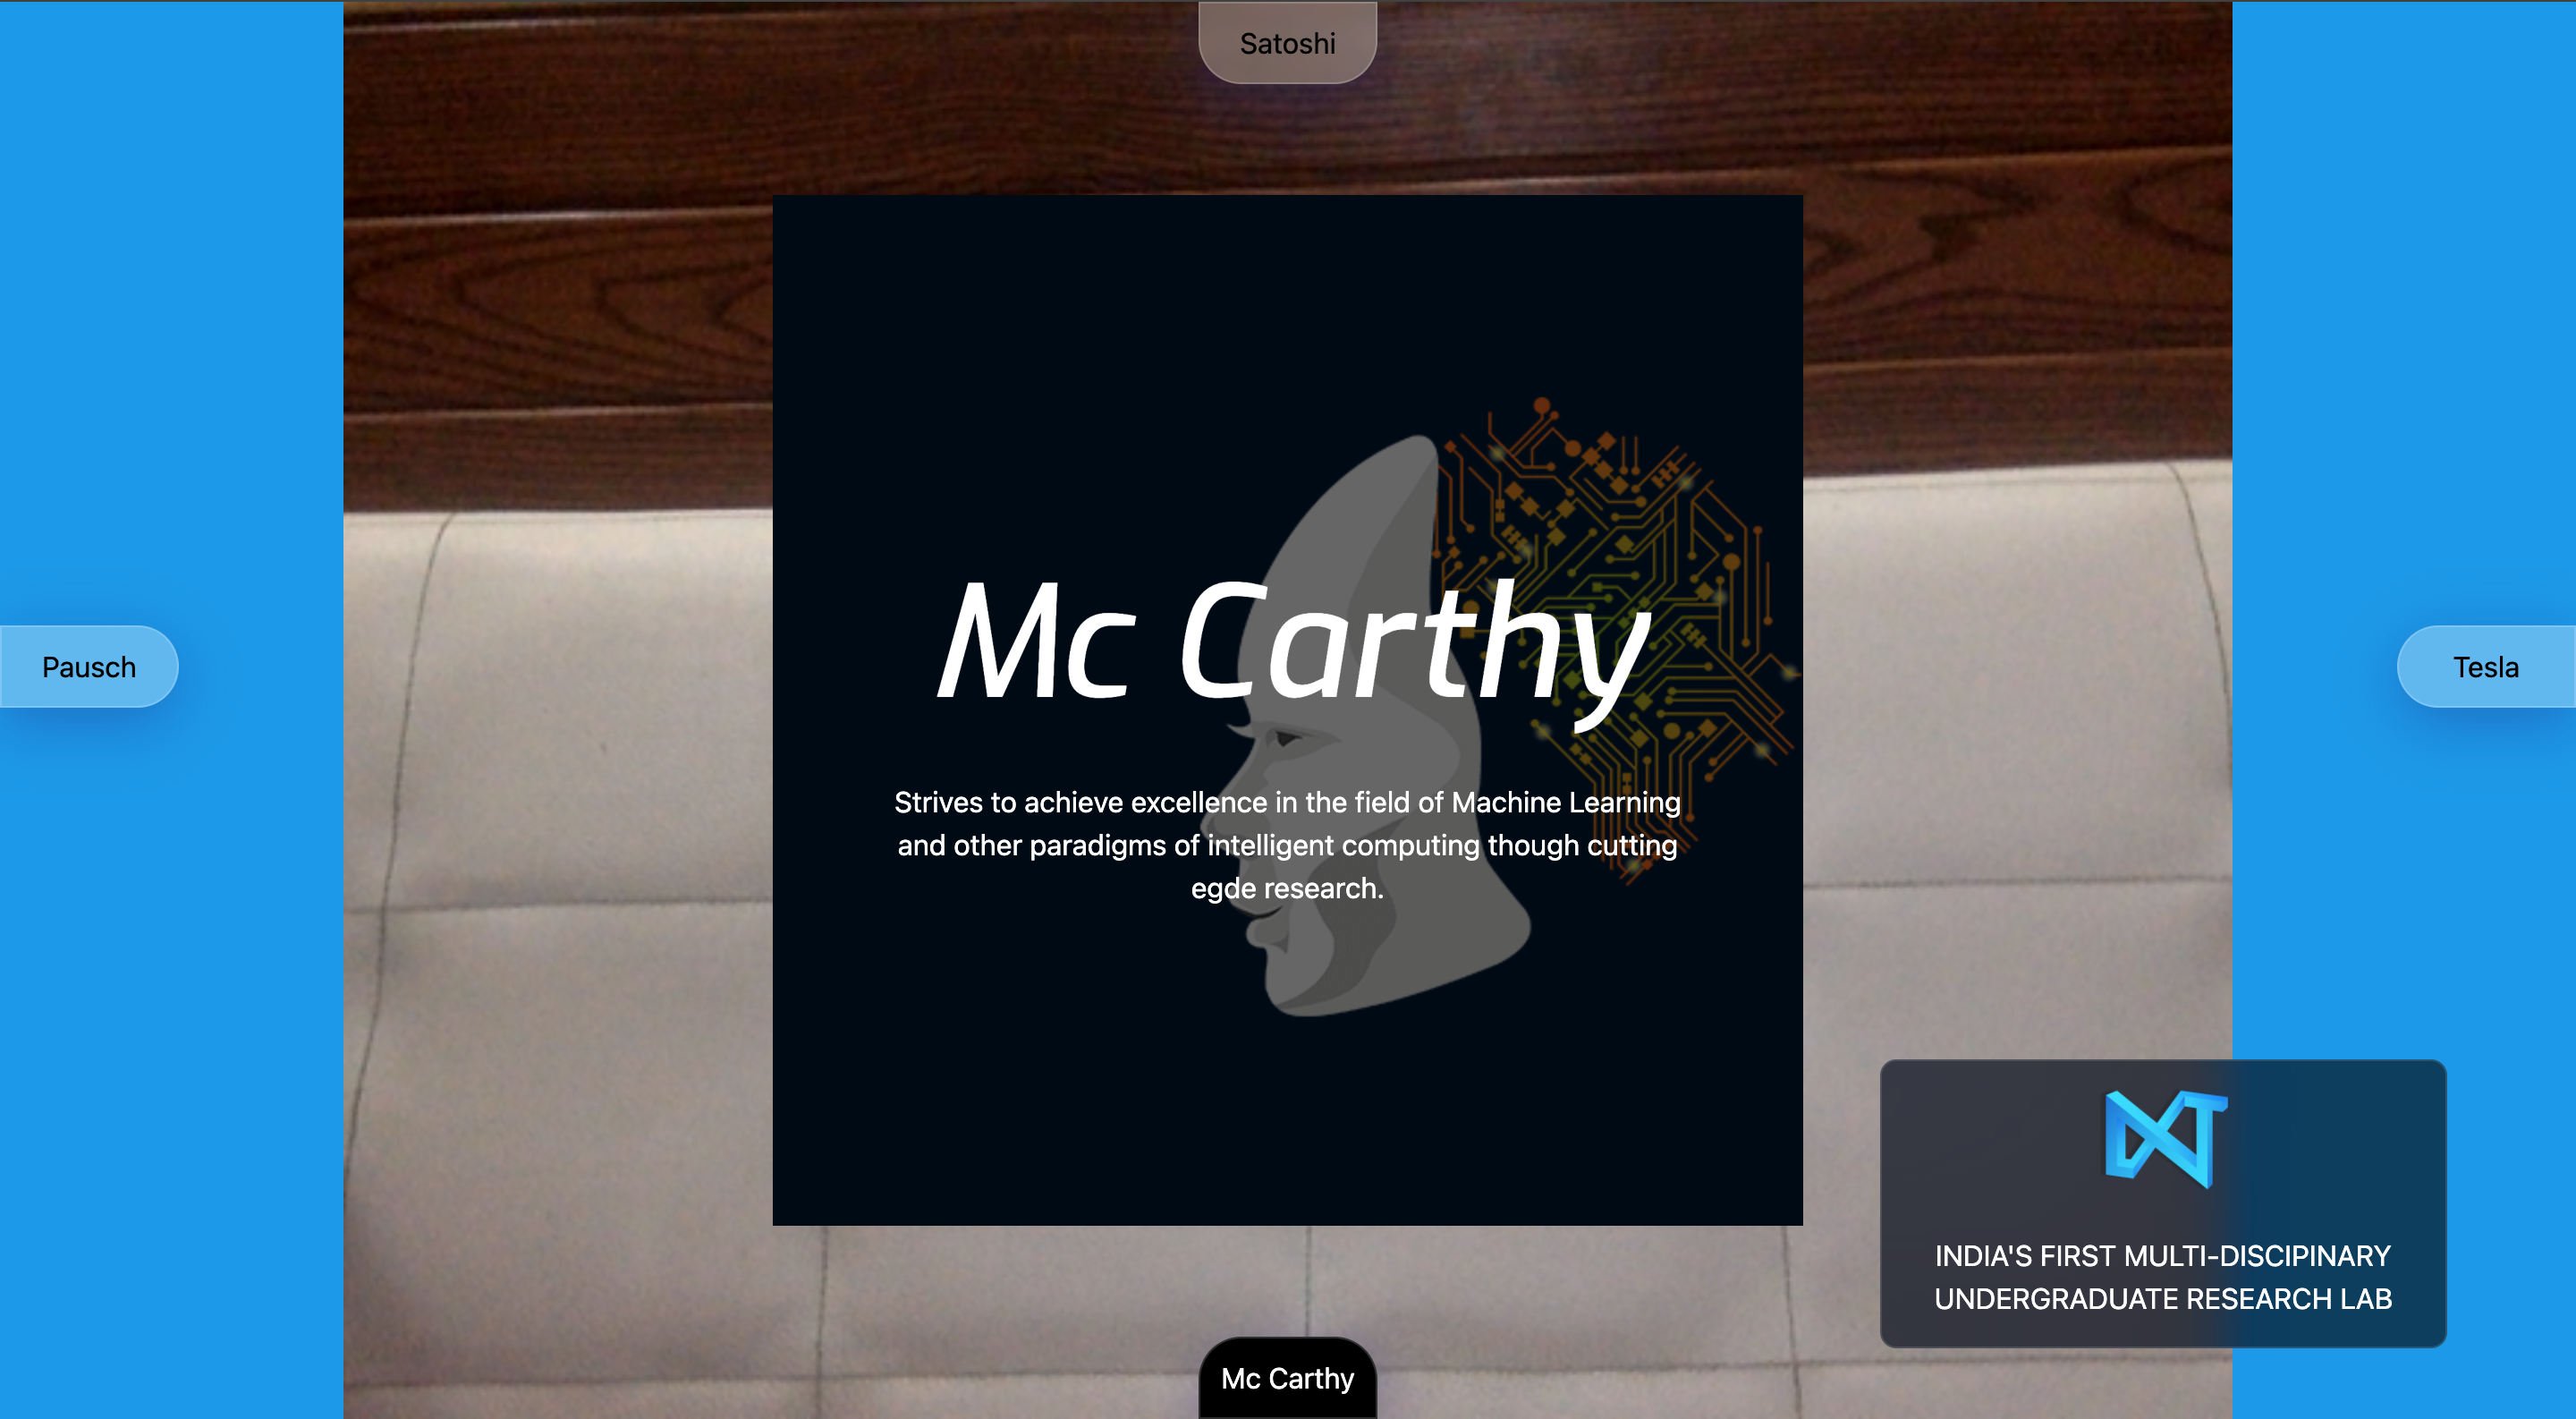 Satoshi
Pausch
Mc Carthy
Tesla
Strives to achieve excellence in the field of Machine Learning
and other paradigms of intelligent computing though cutting
egde research.
INDIA'S FIRST MULTI-DISCIPINARY
UNDERGRADUATE RESEARCH LAB
Mc Carthy